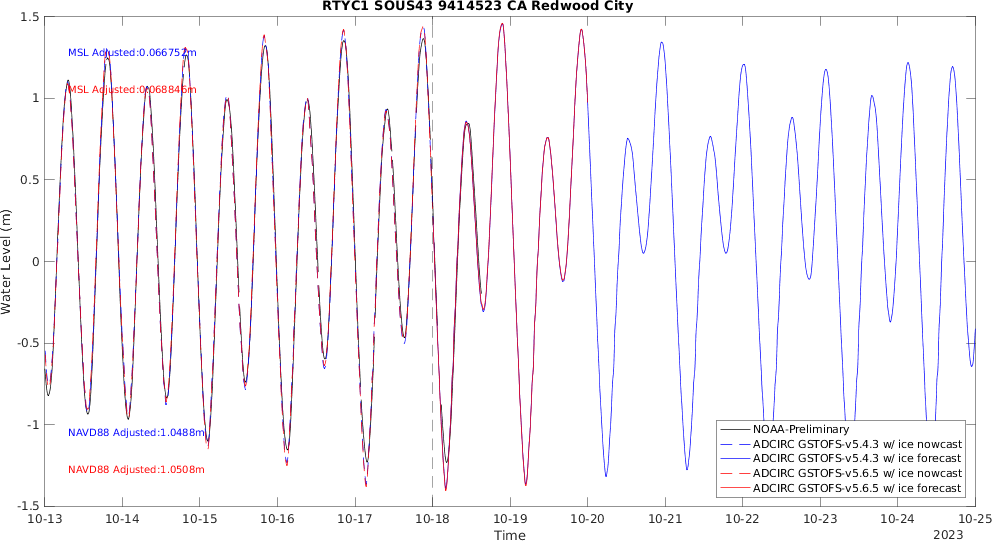 RTYC1 SOUS43 9414523 CA Redwood City
1.5
1
0.5
0
-0.5
-1
-1.5
Water Level (m)
MSL Adjusted:0.066752m
MSL Adjusted:0.068846m
NAVD88 Adjusted:1.0488m
NAVD88 Adjusted:1.0508m
NOAA-Preliminary
ADCIRC GSTOFS-v5.4.3 w/ ice nowcast
ADCIRC GSTOFS-v5.4.3 w/ ice forecast
ADCIRC GSTOFS-v5.6.5 w/ ice nowcast
ADCIRC GSTOFS-v5.6.5 w/ ice forecast
10-13 10-14 10-15 10-16 10-17 10-18 10-19 10-20 10-21 10-22 10-23 10-24 10-25
Time
2023